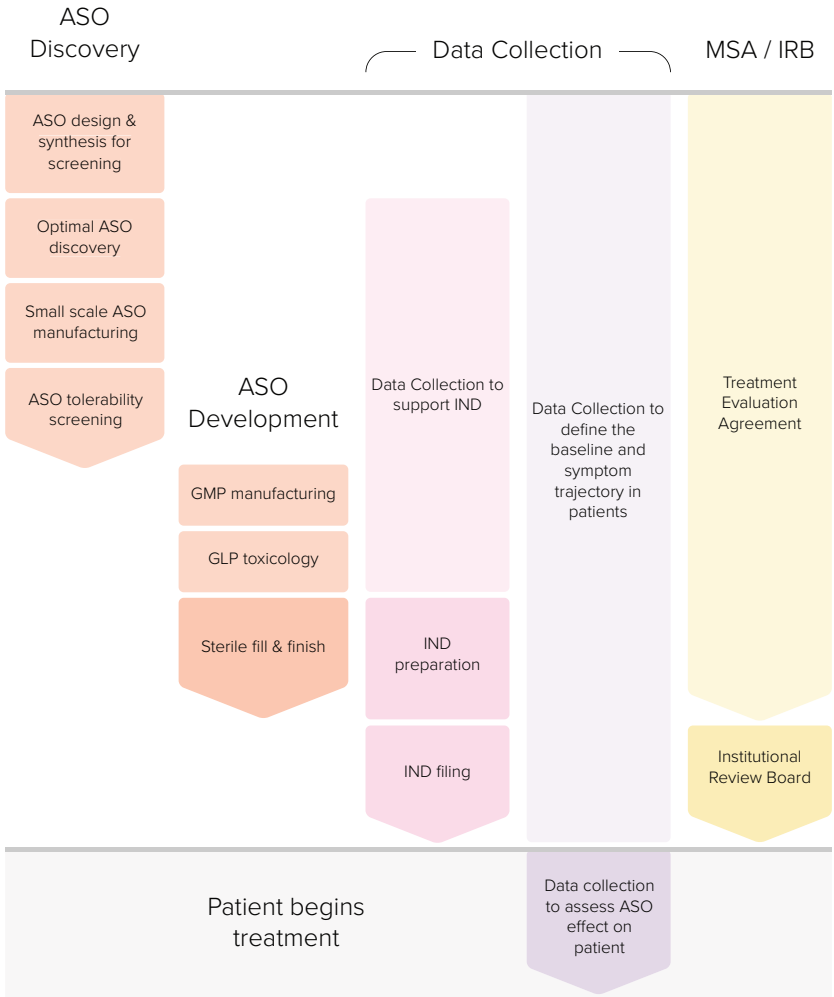 ASO
Discovery
Data Collection
MSA / IRB
ASO design &
synthesis for
screening
Optimal ASO
discovery
Small scale ASO
manufacturing
ASO tolerability
screening
ASO
Development
GMP manufacturing
GLP toxicology
Sterile fill & finish
Data Collection to
support IND
IND
preparation
IND filing
Data Collection to
define the
baseline and
symptom
trajectory in
patients
Treatment
Evaluation
Agreement
Institutional
Review Board
Patient begins
treatment
Data collection
to assess ASO
effect on
patient